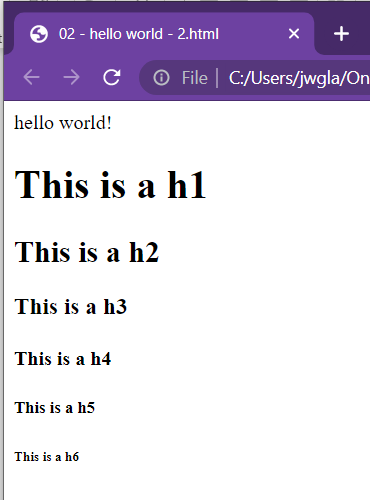 02 - hello world - 2.html
File | C:/Users/jwgla/On
hello world!
This is a h1
This is a h2
This is a h3
This is a h4
This is a h5
This is a h6